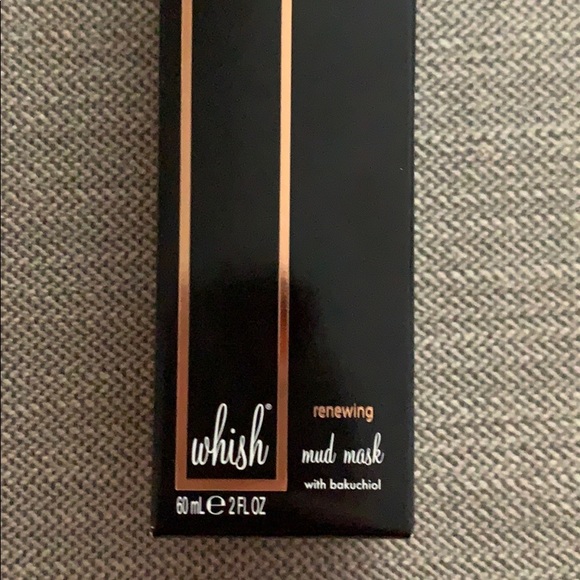 whish®
60 mL ℮ 2 FL OZ
renewing
mud mask
with bakuchiol